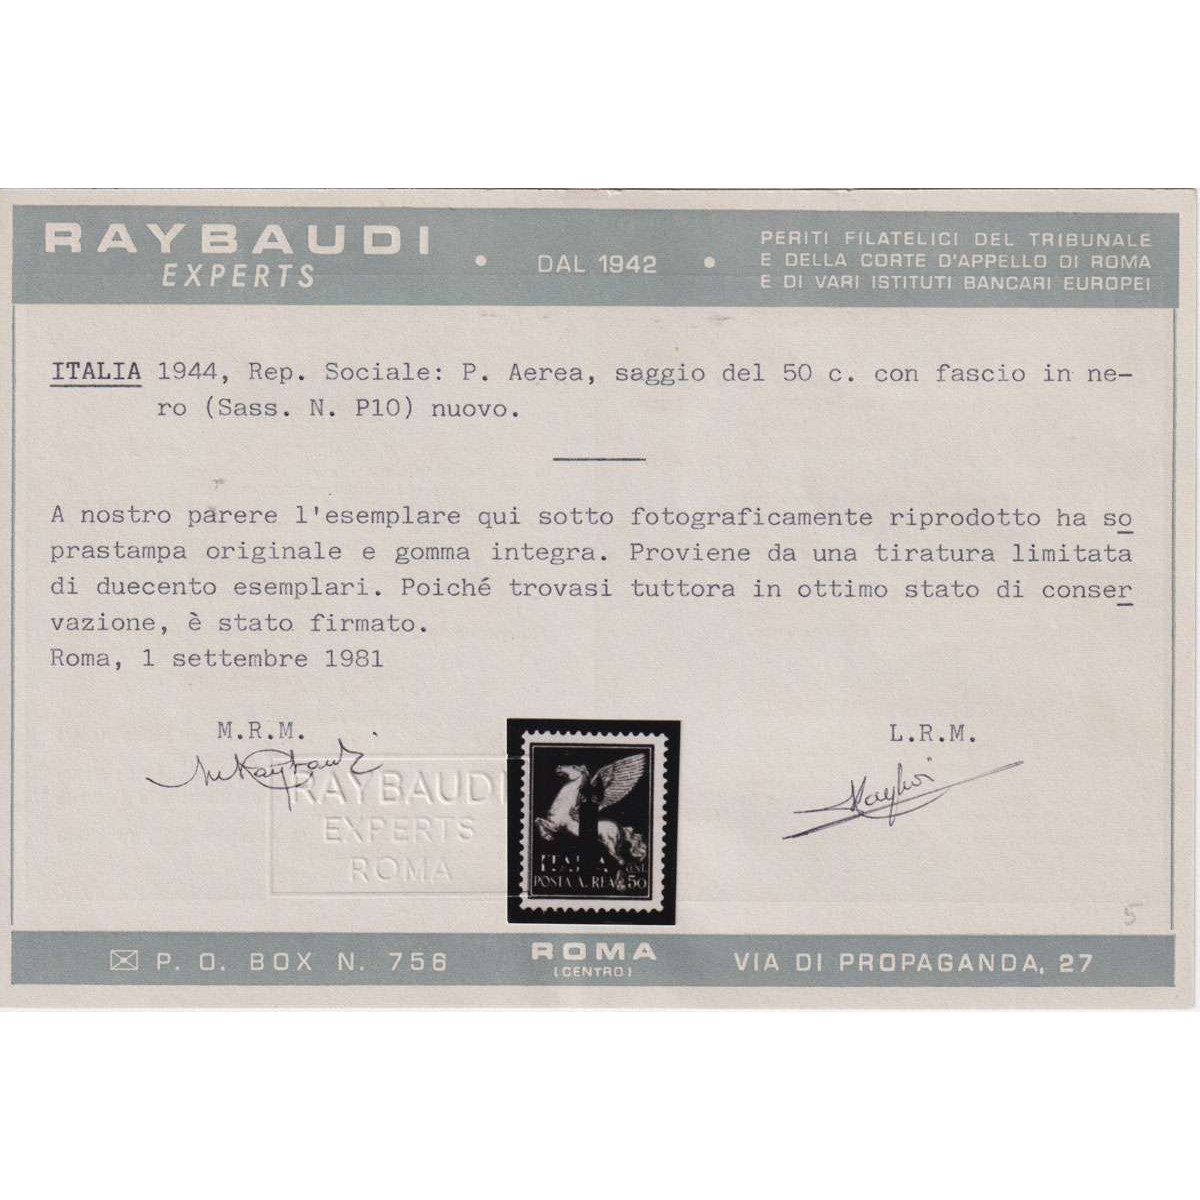 RAYBAUDI
EXPERTS
• DAL 1942 •
PERITI FILATELICI DEL TRIBUNALE
E DELLA CORTE D'APPELLO DI ROMA
E DI VARI ISTITUTI BANCARI EUROPEI
ITALIA 1944, Rep. Sociale: P. Aerea, saggio del 50 c. con fascio in ne-
ro (Sass. N. P10) nuovo.
A nostro parere l'esemplare qui sotto fotograficamente riprodotto ha so
prastampa originale e gomma integra. Proviene da una tiratura limitata
di duecento esemplari. Poiché trovasi tuttora in ottimo stato di conser
vazione, è stato firmato.
Roma, 1 settembre 1981
M.R.M.
L.R.M.
RAYBAUDI
EXPERTS
ROMA
POSTA A. REA 50
5
P. O. BOX N. 756
ROMA
(CENTRO)
VIA DI PROPAGANDA, 27